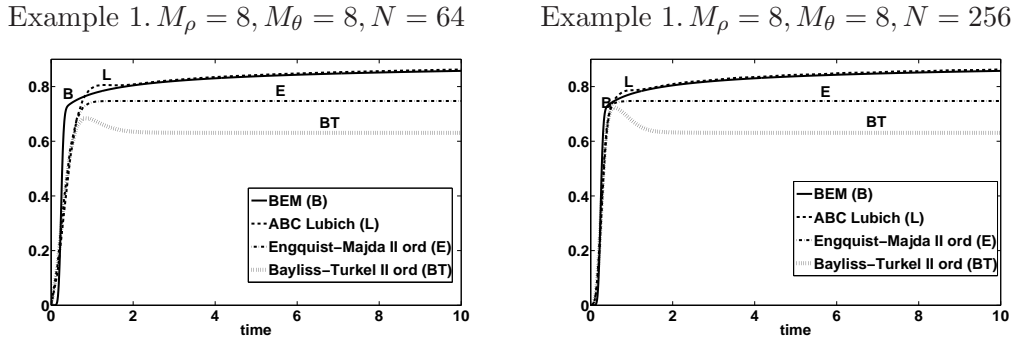 Example 1. M_ρ = 8, M_θ = 8, N = 64
0.8
0.6
0.4
0.2
0
0 2 4 6 8 10
time
B
L
E
BT
BEM (B)
ABC Lubich (L)
Engquist−Majda II ord (E)
Bayliss−Turkel II ord (BT)
Example 1. M_ρ = 8, M_θ = 8, N = 256
0.8
0.6
0.4
0.2
0
0 2 4 6 8 10
time
B
L
E
BT
BEM (B)
ABC Lubich (L)
Engquist−Majda II ord (E)
Bayliss−Turkel II ord (BT)